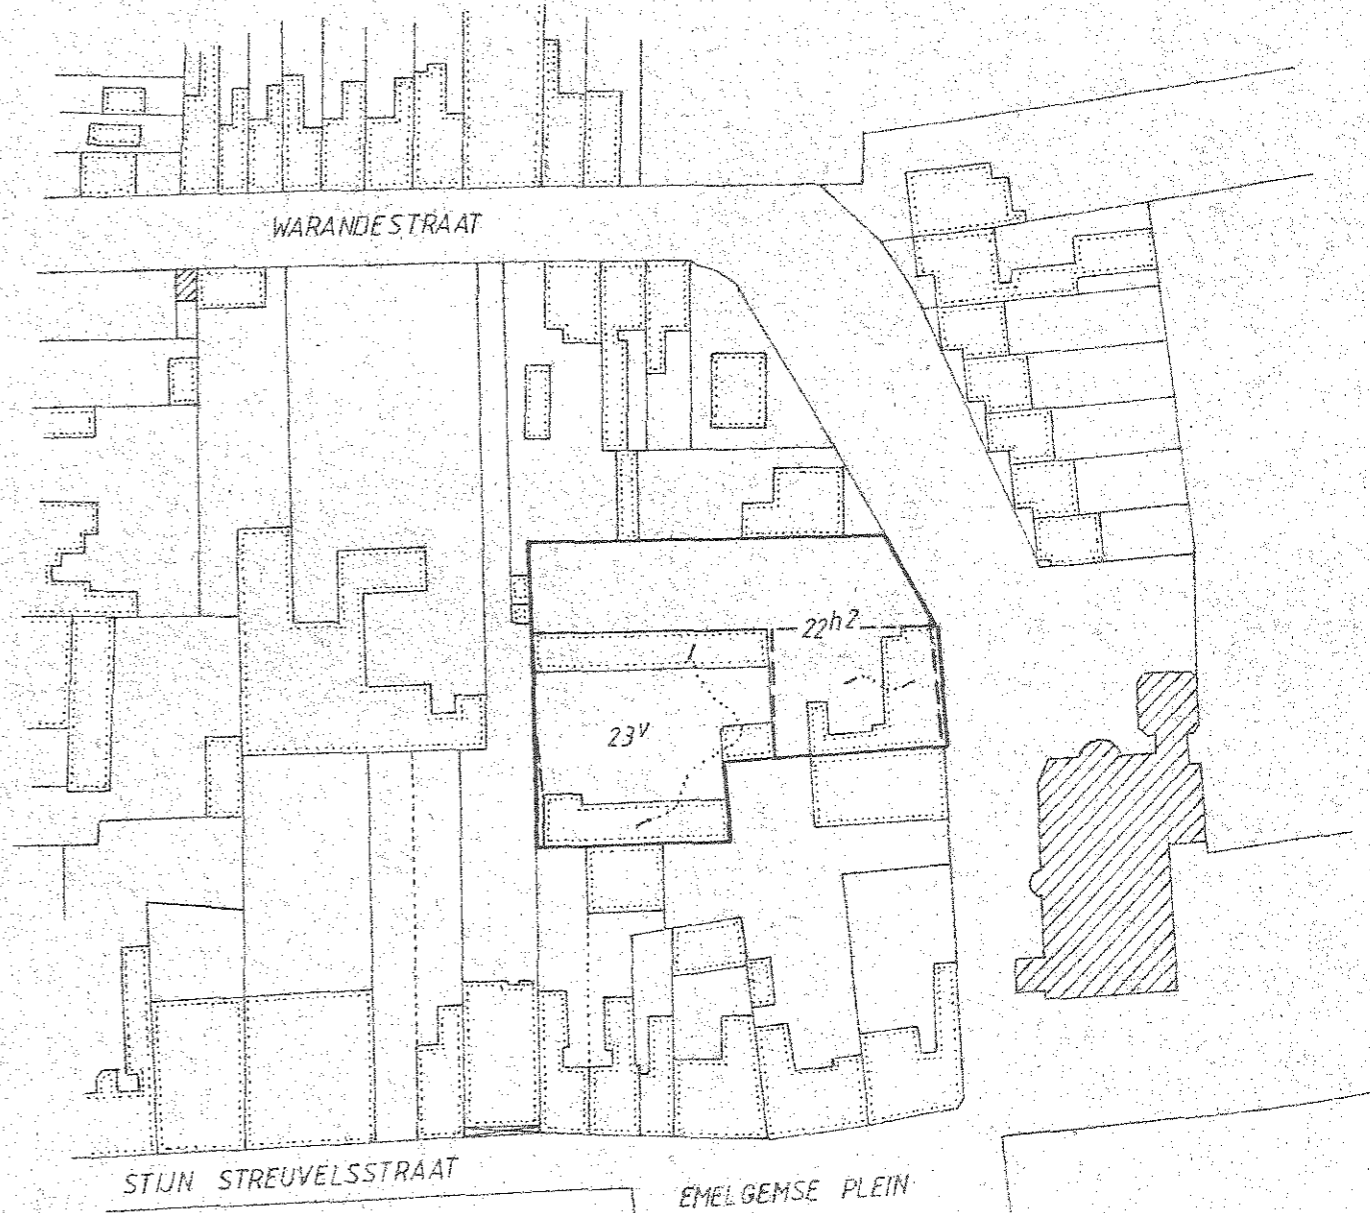 WARANDESTRAAT
22h2
23v
STIJN STREUVELSSTRAAT
EMELGEMSE PLEIN